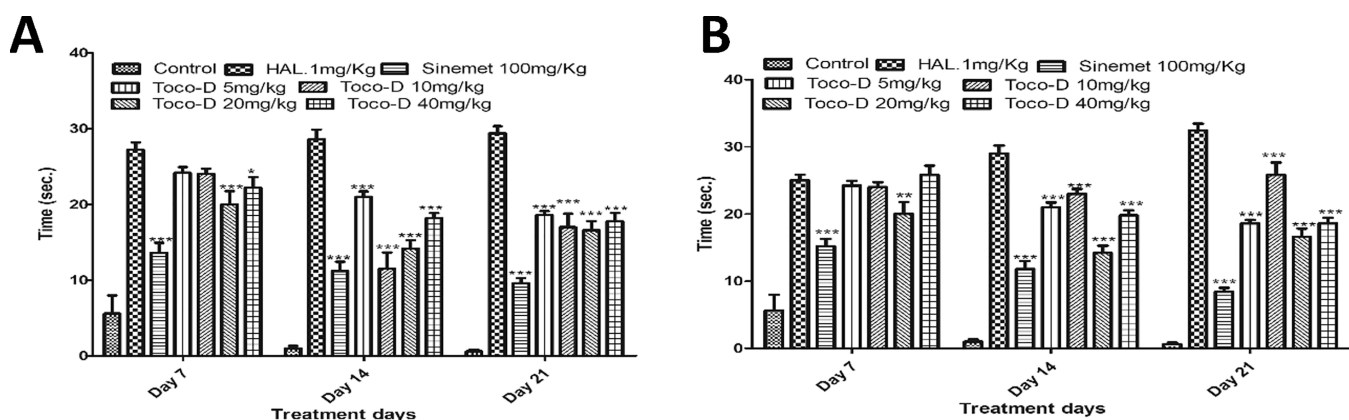 A
Time (sec.)
40
30
20
10
0
Control HAL.1mg/Kg Sinemet 100mg/Kg
Toco-D 5mg/kg Toco-D 10mg/kg
Toco-D 20mg/kg Toco-D 40mg/kg
***
***
*
***
***
***
***
***
***
***
***
***
***
Day 7
Day 14
Day 21
Treatment days
B
Time (sec.)
40
30
20
10
0
Control HAL.1mg/Kg Sinemet 100mg/Kg
Toco-D 5mg/kg Toco-D 10mg/kg
Toco-D 20mg/kg Toco-D 40mg/kg
***
**
***
***
***
***
***
***
***
***
***
***
Day 7
Day 14
Day 21
Treatment days